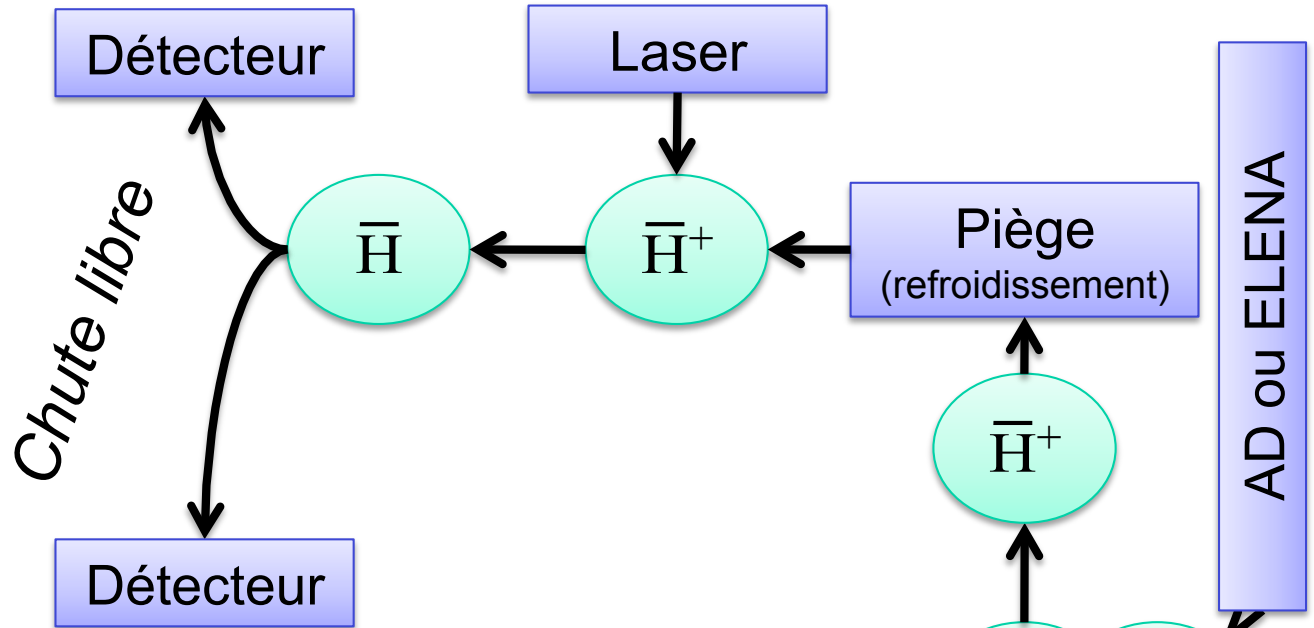 Détecteur
Laser
AD ou ELENA
Chute libre
H̅
H̅⁺
Piège
(refroidissement)
H̅⁺
Détecteur